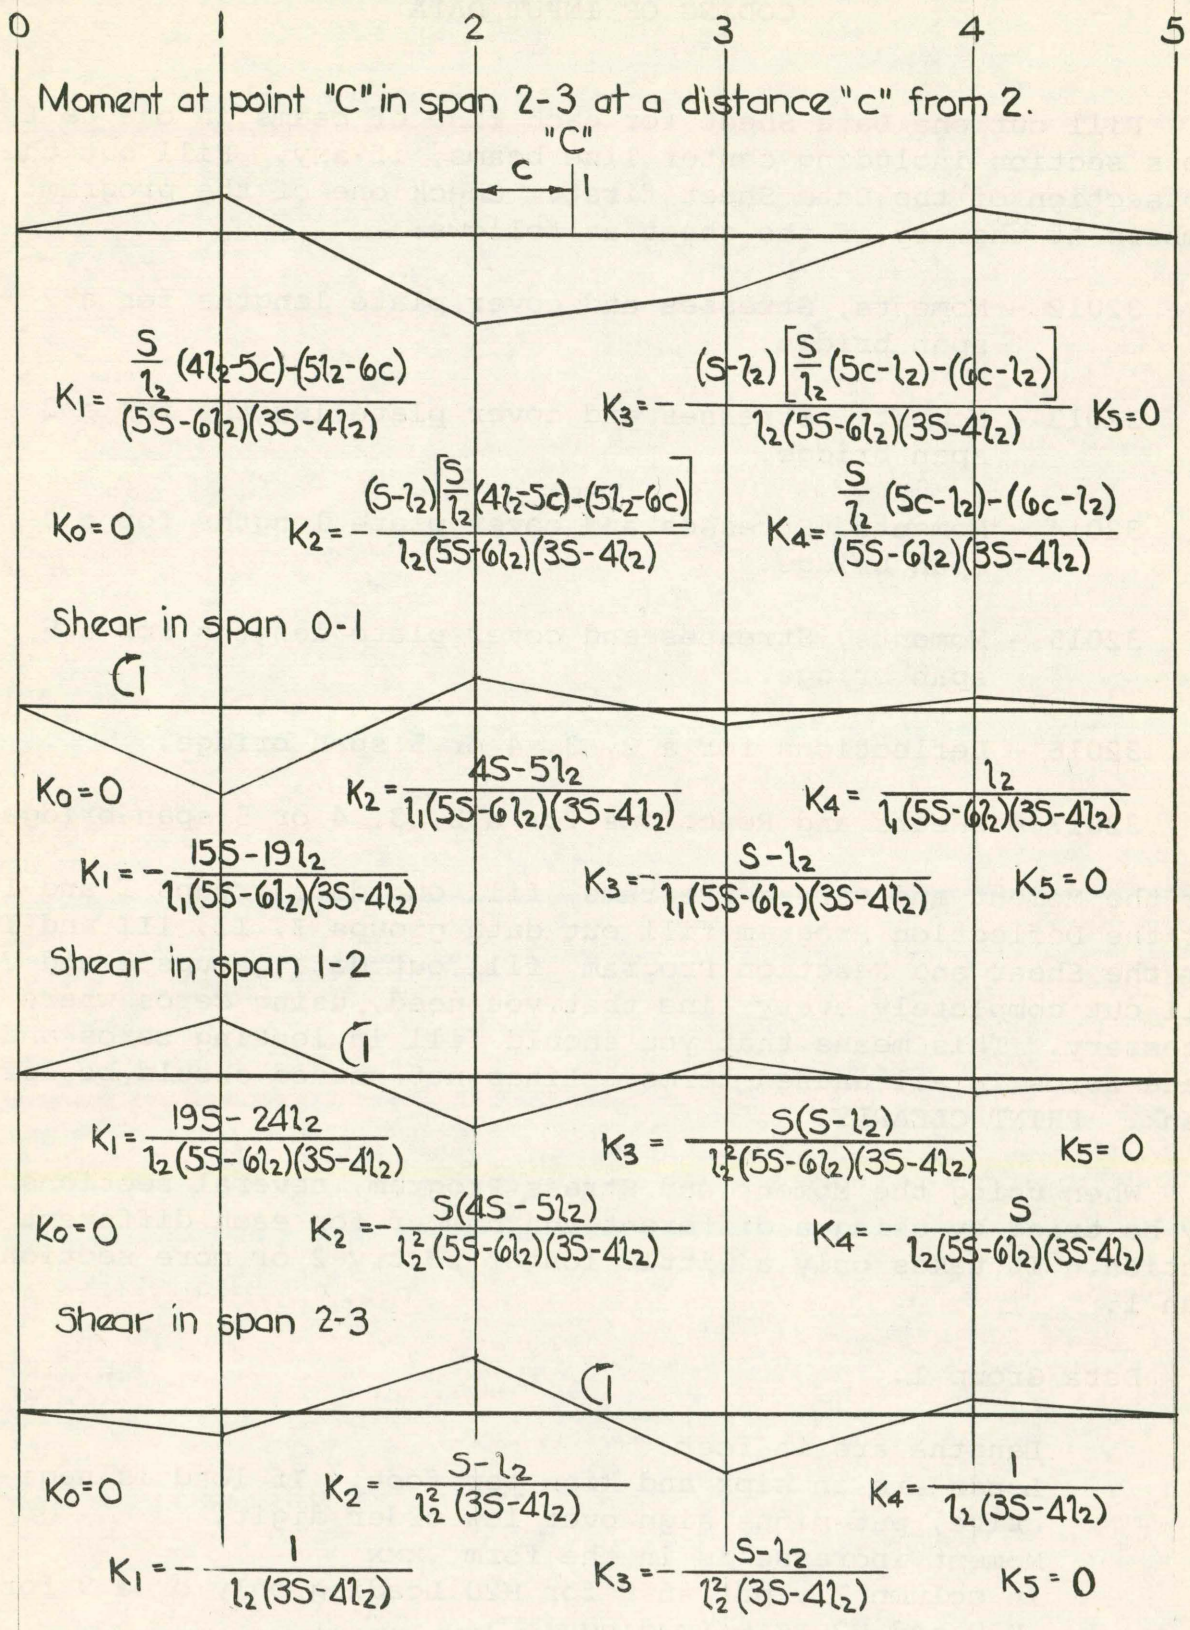 0 1 2 3 4 5
Moment at point "C" in span 2-3 at a distance "c" from 2.
"C"
c 1
K₁ = (S/l₂ (4l₂-5c)-(5l₂-6c)) / ((5S-6l₂)(3S-4l₂)) K₃ = - ((S-l₂)[S/l₂ (5c-l₂)-(6c-l₂)]) / (l₂(5S-6l₂)(3S-4l₂)) K₅=0
K₀=0 K₂ = - ((S-l₂)[S/l₂ (4l₂-5c)-(5l₂-6c)]) / (l₂(5S-6l₂)(3S-4l₂)) K₄= (S/l₂ (5c-l₂)-(6c-l₂)) / ((5S-6l₂)(3S-4l₂))
Shear in span 0-1
1
K₀=0 K₂ = (4S-5l₂) / (l₁(5S-6l₂)(3S-4l₂)) K₄ = l₂ / (l₁(5S-6l₂)(3S-4l₂))
K₁ = - (15S-19l₂) / (l₁(5S-6l₂)(3S-4l₂)) K₃ = - (S-l₂) / (l₁(5S-6l₂)(3S-4l₂)) K₅ = 0
Shear in span 1-2
1
K₁ = (19S-24l₂) / (l₂(5S-6l₂)(3S-4l₂)) K₃ = S(S-l₂) / (l₂²(5S-6l₂)(3S-4l₂)) K₅ = 0
K₀=0 K₂ = - S(4S-5l₂) / (l₂²(5S-6l₂)(3S-4l₂)) K₄ = - S / (l₂(5S-6l₂)(3S-4l₂))
Shear in span 2-3
1
K₀=0 K₂ = (S-l₂) / (l₂²(3S-4l₂)) K₄ = 1 / (l₂(3S-4l₂))
K₁ = - 1 / (l₂(3S-4l₂)) K₃ = - (S-l₂) / (l₂²(3S-4l₂)) K₅ = 0